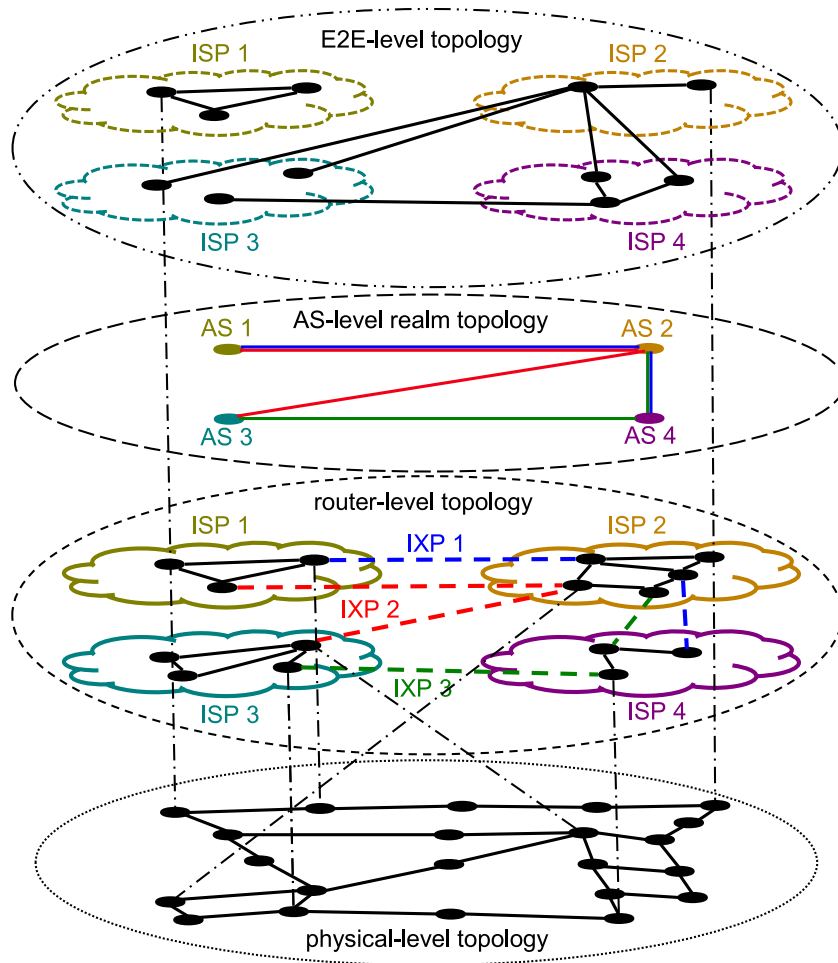 E2E-level topology
ISP 1
ISP 2
ISP 3
ISP 4
AS-level realm topology
AS 1
AS 2
AS 3
AS 4
router-level topology
ISP 1
IXP 1
ISP 2
IXP 2
IXP 3
ISP 3
ISP 4
physical-level topology